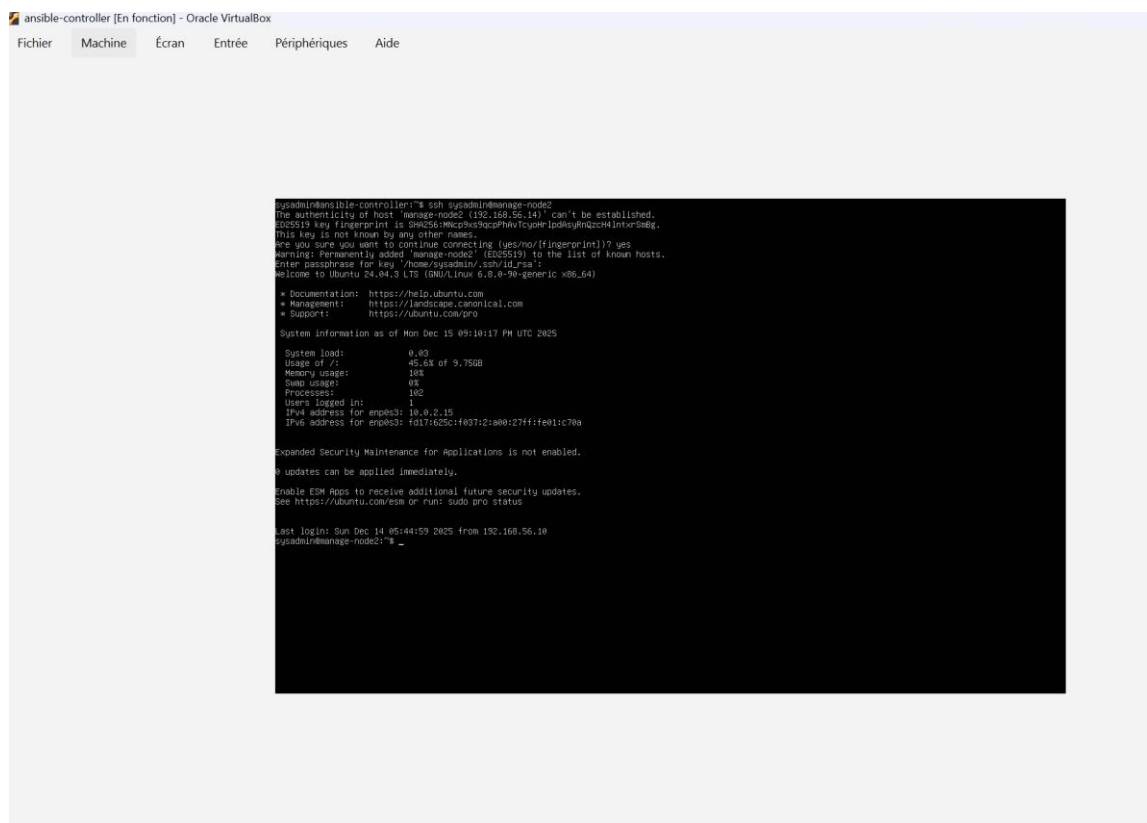 ansible-controller [En fonction] - Oracle VirtualBox
Fichier Machine Écran Entrée Périphériques Aide
sysadmin@ansible-controller:~$ ssh sysadmin@manage-node2
The authenticity of host 'manage-node2 (192.168.56.14)' can't be established.
ED25519 key fingerprint is
This key is not known by any other names.
Are you sure you want to continue connecting (yes/no/[fingerprint])? yes
Warning: Permanently added 'manage-node2' (ED25519) to the list of known hosts.
Enter passphrase for key '/home/sysadmin/.ssh/id_rsa':
Welcome to Ubuntu 24.04.3 LTS (GNU/Linux 6.8.0-90-generic x86_64)
* Documentation: https://help.ubuntu.com
* Management: https://landscape.canonical.com
* Support: https://ubuntu.com/pro
System information as of Mon Dec 15 09:10:17 PM UTC 2025
System load: 0.03
Usage of /: 45.6% of 9.75GB
Memory usage: 10%
Swap usage: 0%
Processes: 102
Users logged in: 1
IPv4 address for enp0s3: 10.0.2.15
IPv6 address for enp0s3: fd17:625c:f037:2:a00:27ff:fe01:c70a
Expanded Security Maintenance for Applications is not enabled.
0 updates can be applied immediately.
Enable ESM Apps to receive additional future security updates.
See https://ubuntu.com/esm or run: sudo pro status
Last login: Sun Dec 14 05:44:59 2025 from 192.168.56.10
sysadmin@manage-node2:~$ _